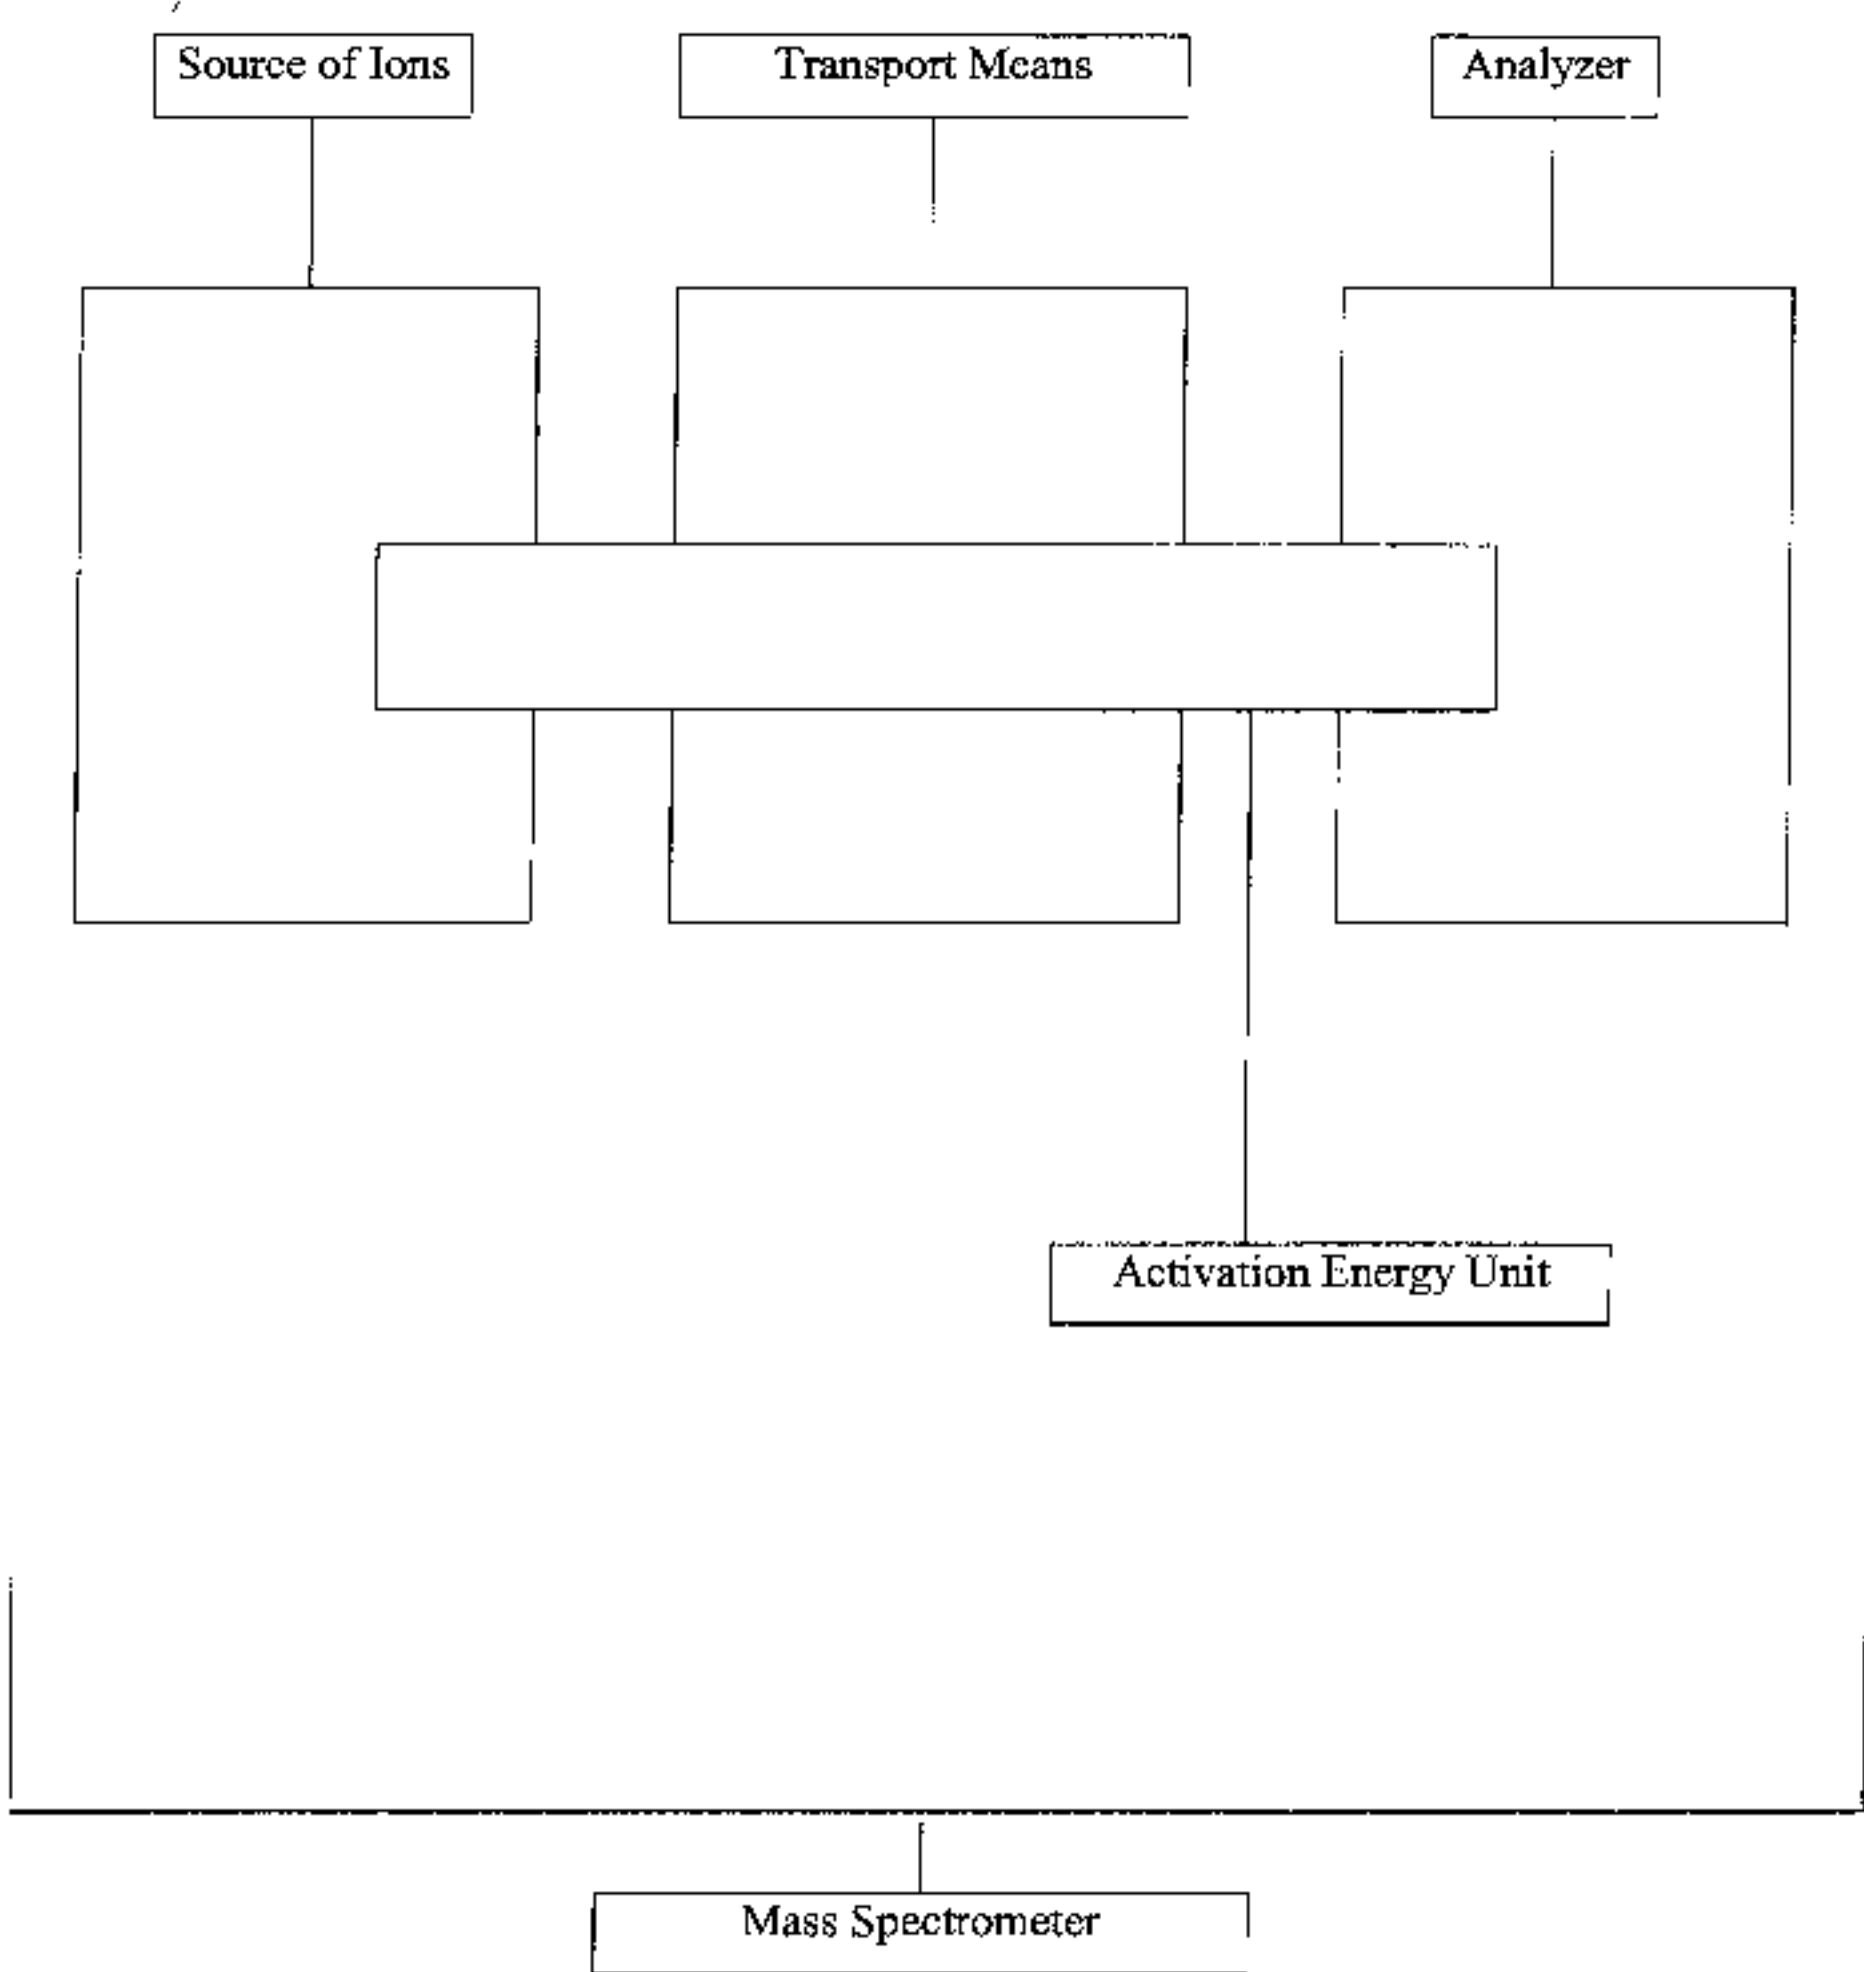 Source of Ions
Transport Means
Analyzer
Activation Energy Unit
Mass Spectrometer